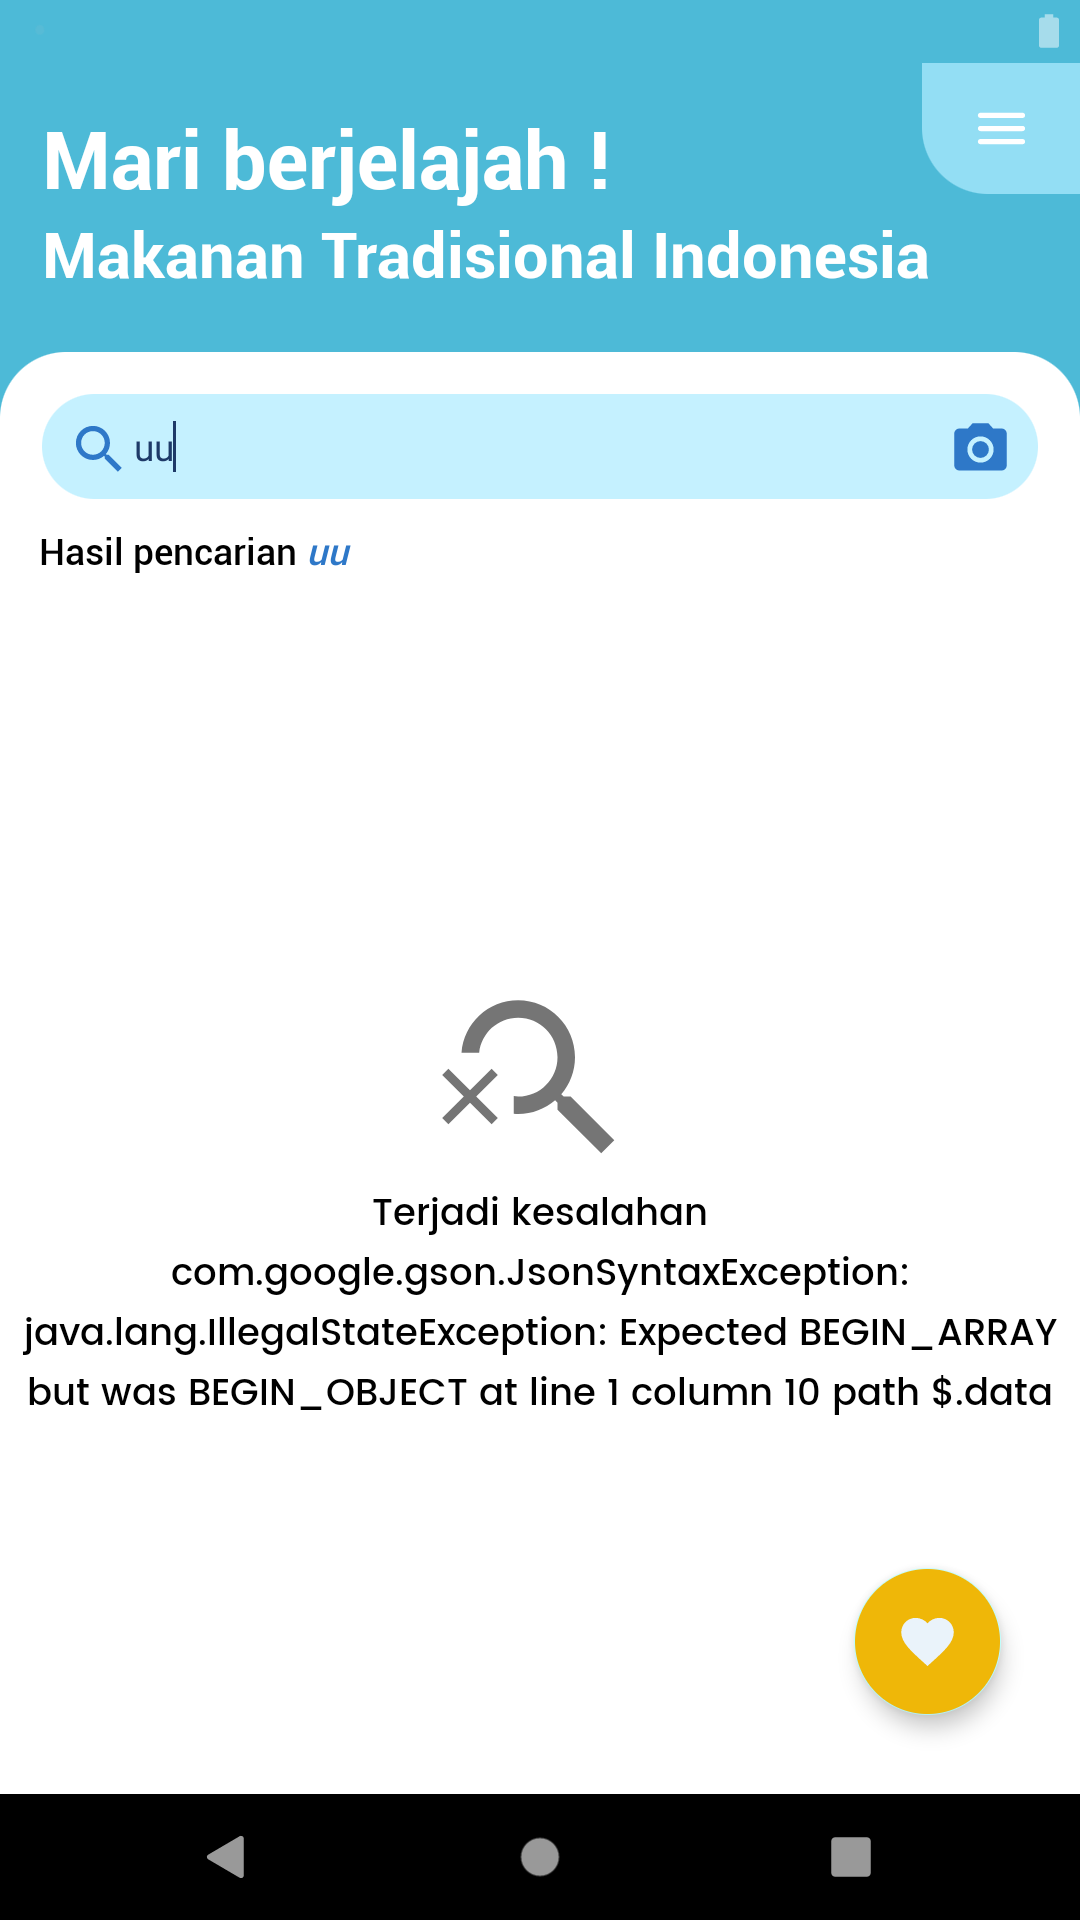 Mari berjelajah !
Makanan Tradisional Indonesia
uu
Hasil pencarian uu
Terjadi kesalahan
com.google.gson.JsonSyntaxException:
java.lang.IllegalStateException: Expected BEGIN_ARRAY
but was BEGIN_OBJECT at line 1 column 10 path $.data